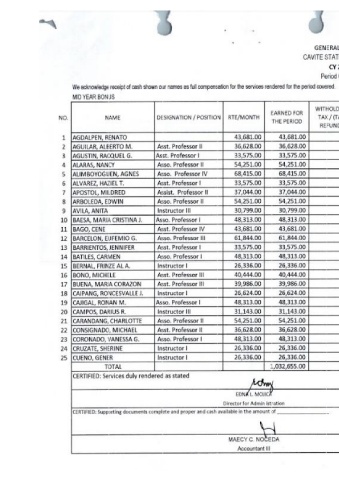 GENERAL
CAVITE STAT
CY 2
Period
We acknowledge receipt of cash shown our names as full compensation for the services rendered for the period covered.
MID YEAR BONUS
NO. NAME DESIGNATION / POSITION RTE/MONTH EARNED FOR THE PERIOD WITHOLD TAX / (TA REFUND
1 AGDALPEN, RENATO 43,681.00 43,681.00
2 AGUILAR, ALBERTO M. Asst. Professor II 36,628.00 36,628.00
3 AGUSTIN, RACQUEL G. Asst. Professor I 33,575.00 33,575.00
4 ALARAS, NANCY Asso. Professor II 54,251.00 54,251.00
5 ALIMBOYOGUEN, AGNES Asso. Professor IV 68,415.00 68,415.00
6 ALVAREZ, HAZIEL T. Asst. Professor I 33,575.00 33,575.00
7 APOSTOL, MILDRED Assist. Professor II 37,044.00 37,044.00
8 ARBOLEDA, EDWIN Asso. Professor II 54,251.00 54,251.00
9 AVILA, ANITA Instructor III 30,799.00 30,799.00
10 BAESA, MARIA CRISTINA J. Asso. Professor I 48,313.00 48,313.00
11 BAGO, CENE Asst. Professor IV 43,681.00 43,681.00
12 BARCELON, EUFEMIO G. Asso. Professor III 61,844.00 61,844.00
13 BARRIENTOS, JENNIFER Asst. Professor I 33,575.00 33,575.00
14 BATILES, CARMEN Asso. Professor I 48,313.00 48,313.00
15 BERNAL, FRINZE AL A. Instructor I 26,336.00 26,336.00
16 BONO, MICHELE Asst. Professor III 40,444.00 40,444.00
17 BUENA, MARIA CORAZON Asst. Professor III 39,986.00 39,986.00
18 CAIPANG, RONCESVALLE J. Instructor I 26,624.00 26,624.00
19 CAJIGAL, RONAN M. Asso. Professor I 48,313.00 48,313.00
20 CAMPOS, DARIUS R. Instructor III 31,143.00 31,143.00
21 CARANDANG, CHARLOTTE Asso. Professor II 54,251.00 54,251.00
22 CONSIGNADO, MICHAEL Asst. Professor II 36,628.00 36,628.00
23 CORONADO, VANESSA G. Asso. Professor I 48,313.00 48,313.00
24 CRUZATE, SHERINE Instructor I 26,336.00 26,336.00
25 CUENO, GENER Instructor I 26,336.00 26,336.00
TOTAL 1,032,655.00
CERTIFIED: Services duly rendered as stated
EDNA L. MOJICA
Director for Administration
CERTIFIED: Supporting documents complete and proper and cash available in the amount of
MAECY G. NOCEDA
Accountant III